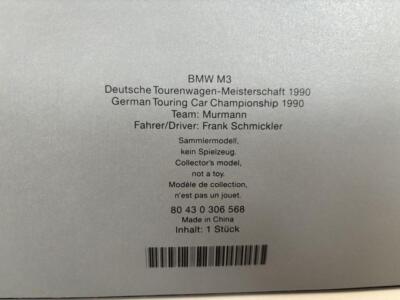 BMW M3
Deutsche Tourenwagen-Meisterschaft 1990
German Touring Car Championship 1990
Team: Murmann
Fahrer/Driver: Frank Schmickler
Sammlermodell,
kein Spielzeug.
Collector's model,
not a toy.
Modèle de collection,
n'est pas un jouet.
80 43 0 306 568
Made in China
Inhalt: 1 Stück